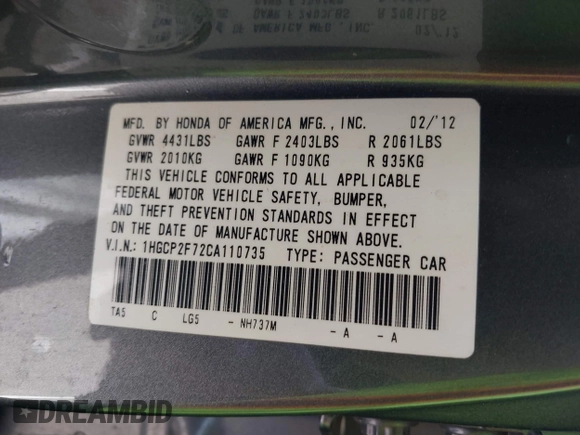 MFD. BY HONDA OF AMERICA MFG., INC. 02/'12
GVWR 4431LBS GAWR F 2403LBS R 2061LBS
GVWR 2010KG GAWR F 1090KG R 935KG
THIS VEHICLE CONFORMS TO ALL APPLICABLE
FEDERAL MOTOR VEHICLE SAFETY, BUMPER,
AND THEFT PREVENTION STANDARDS IN EFFECT
ON THE DATE OF MANUFACTURE SHOWN ABOVE.
V.I.N.: 1HGCP2F72CA110735 TYPE: PASSENGER CAR
TA5 C LG5 - NH737M - A - A
DREAMBID